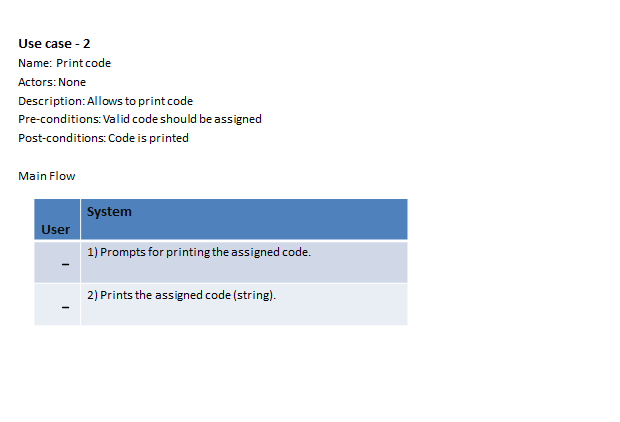 Use case - 2
Name: Print code
Actors: None
Description: Allows to print code
Pre-conditions: Valid code should be assigned
Post-conditions: Code is printed
Main Flow
User System
– 1) Prompts for printing the assigned code.
– 2) Prints the assigned code (string).